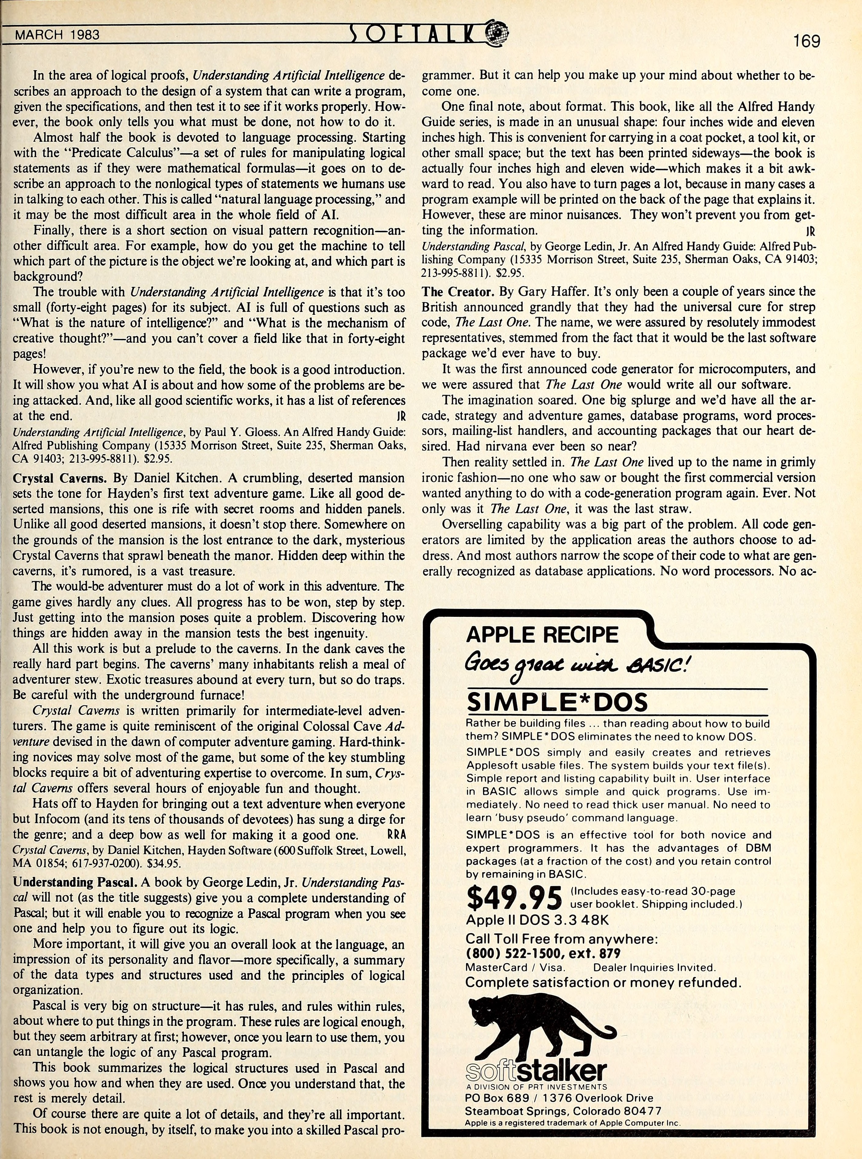 MARCH 1983
SOFTALK
169
In the area of logical proofs, Understanding Artificial Intelligence de-
scribes an approach to the design of a system that can write a program,
given the specifications, and then test it to see if it works properly. How-
ever, the book only tells you what must be done, not how to do it.
Almost half the book is devoted to language processing. Starting
with the "Predicate Calculus"—a set of rules for manipulating logical
statements as if they were mathematical formulas—it goes on to de-
scribe an approach to the nonlogical types of statements we humans use
in talking to each other. This is called "natural language processing," and
it may be the most difficult area in the whole field of AI.
Finally, there is a short section on visual pattern recognition—an-
other difficult area. For example, how do you get the machine to tell
which part of the picture is the object we're looking at, and which part is
background?
The trouble with Understanding Artificial Intelligence is that it's too
small (forty-eight pages) for its subject. AI is full of questions such as
"What is the nature of intelligence?" and "What is the mechanism of
creative thought?"—and you can't cover a field like that in forty-eight
pages!
However, if you're new to the field, the book is a good introduction.
It will show you what AI is about and how some of the problems are be-
ing attacked. And, like all good scientific works, it has a list of references
at the end. JR
Understanding Artificial Intelligence, by Paul Y. Gloess. An Alfred Handy Guide:
Alfred Publishing Company (15335 Morrison Street, Suite 235, Sherman Oaks,
CA 91403; 213-995-8811). $2.95.
Crystal Caverns. By Daniel Kitchen. A crumbling, deserted mansion
sets the tone for Hayden's first text adventure game. Like all good de-
serted mansions, this one is rife with secret rooms and hidden panels.
Unlike all good deserted mansions, it doesn't stop there. Somewhere on
the grounds of the mansion is the lost entrance to the dark, mysterious
Crystal Caverns that sprawl beneath the manor. Hidden deep within the
caverns, it's rumored, is a vast treasure.
The would-be adventurer must do a lot of work in this adventure. The
game gives hardly any clues. All progress has to be won, step by step.
Just getting into the mansion poses quite a problem. Discovering how
things are hidden away in the mansion tests the best ingenuity.
All this work is but a prelude to the caverns. In the dank caves the
really hard part begins. The caverns' many inhabitants relish a meal of
adventurer stew. Exotic treasures abound at every turn, but so do traps.
Be careful with the underground furnace!
Crystal Caverns is written primarily for intermediate-level adven-
turers. The game is quite reminiscent of the original Colossal Cave Ad-
venture devised in the dawn of computer adventure gaming. Hard-think-
ing novices may solve most of the game, but some of the key stumbling
blocks require a bit of adventuring expertise to overcome. In sum, Crys-
tal Caverns offers several hours of enjoyable fun and thought.
Hats off to Hayden for bringing out a text adventure when everyone
but Infocom (and its tens of thousands of devotees) has sung a dirge for
the genre; and a deep bow as well for making it a good one. RRA
Crystal Caverns, by Daniel Kitchen, Hayden Software (600 Suffolk Street, Lowell,
MA 01854; 617-937-0200). $34.95.
Understanding Pascal. A book by George Ledin, Jr. Understanding Pas-
cal will not (as the title suggests) give you a complete understanding of
Pascal; but it will enable you to recognize a Pascal program when you see
one and help you to figure out its logic.
More important, it will give you an overall look at the language, an
impression of its personality and flavor—more specifically, a summary
of the data types and structures used and the principles of logical
organization.
Pascal is very big on structure—it has rules, and rules within rules,
about where to put things in the program. These rules are logical enough,
but they seem arbitrary at first; however, once you learn to use them, you
can untangle the logic of any Pascal program.
This book summarizes the logical structures used in Pascal and
shows you how and when they are used. Once you understand that, the
rest is merely detail.
Of course there are quite a lot of details, and they're all important.
This book is not enough, by itself, to make you into a skilled Pascal pro-
grammer. But it can help you make up your mind about whether to be-
come one.
One final note, about format. This book, like all the Alfred Handy
Guide series, is made in an unusual shape: four inches wide and eleven
inches high. This is convenient for carrying in a coat pocket, a tool kit, or
other small space; but the text has been printed sideways—the book is
actually four inches high and eleven wide—which makes it a bit awk-
ward to read. You also have to turn pages a lot, because in many cases a
program example will be printed on the back of the page that explains it.
However, these are minor nuisances. They won't prevent you from get-
ting the information. JR
Understanding Pascal, by George Ledin, Jr. An Alfred Handy Guide: Alfred Pub-
lishing Company (15335 Morrison Street, Suite 235, Sherman Oaks, CA 91403;
213-995-8811). $2.95.
The Creator. By Gary Haffer. It's only been a couple of years since the
British announced grandly that they had the universal cure for strep
code, The Last One. The name, we were assured by resolutely immodest
representatives, stemmed from the fact that it would be the last software
package we'd ever have to buy.
It was the first announced code generator for microcomputers, and
we were assured that The Last One would write all our software.
The imagination soared. One big splurge and we'd have all the ar-
cade, strategy and adventure games, database programs, word proces-
sors, mailing-list handlers, and accounting packages that our heart de-
sired. Had nirvana ever been so near?
Then reality settled in. The Last One lived up to the name in grimly
ironic fashion—no one who saw or bought the first commercial version
wanted anything to do with a code-generation program again. Ever. Not
only was it The Last One, it was the last straw.
Overselling capability was a big part of the problem. All code gen-
erators are limited by the application areas the authors choose to ad-
dress. And most authors narrow the scope of their code to what are gen-
erally recognized as database applications. No word processors. No ac-
APPLE RECIPE
Goes great with BASIC!
SIMPLE*DOS
Rather be building files ... than reading about how to build
them? SIMPLE*DOS eliminates the need to know DOS.
SIMPLE*DOS simply and easily creates and retrieves
Applesoft usable files. The system builds your text file(s).
Simple report and listing capability built in. User interface
in BASIC allows simple and quick programs. Use im-
mediately. No need to read thick user manual. No need to
learn 'busy pseudo' command language.
SIMPLE*DOS is an effective tool for both novice and
expert programmers. It has the advantages of DBM
packages (at a fraction of the cost) and you retain control
by remaining in BASIC.
$49.95 (Includes easy-to-read 30-page
user booklet. Shipping included.)
Apple II DOS 3.3 48K
Call Toll Free from anywhere:
(800) 522-1500, ext. 879
MasterCard / Visa. Dealer Inquiries Invited.
Complete satisfaction or money refunded.
softstalker
A DIVISION OF PRT INVESTMENTS
PO Box 689 / 1376 Overlook Drive
Steamboat Springs, Colorado 80477
Apple is a registered trademark of Apple Computer Inc.